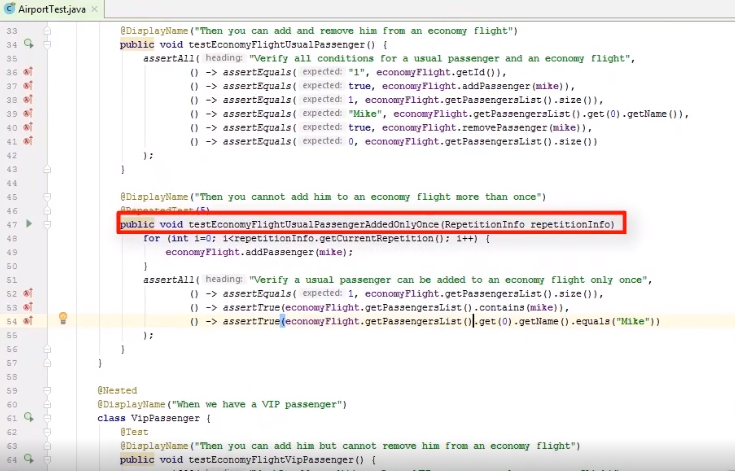 AirportTest.java
33 @DisplayName("Then you can add and remove him from an economy flight")
34 public void testEconomyFlightUsualPassenger() {
35 assertAll( heading: "Verify all conditions for a usual passenger and an economy flight",
36 () -> assertEquals( expected: "1", economyFlight.getId()),
37 () -> assertEquals( expected: true, economyFlight.addPassenger(mike)),
38 () -> assertEquals( expected: 1, economyFlight.getPassengersList().size()),
39 () -> assertEquals( expected: "Mike", economyFlight.getPassengersList().get(0).getName()),
40 () -> assertEquals( expected: true, economyFlight.removePassenger(mike)),
41 () -> assertEquals( expected: 0, economyFlight.getPassengersList().size())
42 );
43 }
44
45 @DisplayName("Then you cannot add him to an economy flight more than once")
46 @RepeatedTest(5)
47 public void testEconomyFlightUsualPassengerAddedOnlyOnce(RepetitionInfo repetitionInfo)
48 for (int i=0; i<repetitionInfo.getCurrentRepetition(); i++) {
49 economyFlight.addPassenger(mike);
50 }
51 assertAll( heading: "Verify a usual passenger can be added to an economy flight only once",
52 () -> assertEquals( expected: 1, economyFlight.getPassengersList().size()),
53 () -> assertTrue(economyFlight.getPassengersList().contains(mike)),
54 () -> assertTrue(economyFlight.getPassengersList().get(0).getName().equals("Mike"))
55 );
56 }
57 }
58
59 @Nested
60 @DisplayName("When we have a VIP passenger")
61 class VipPassenger {
62 @Test
63 @DisplayName("Then you can add him but cannot remove him from an economy flight")
64 public void testEconomyFlightVipPassenger() {